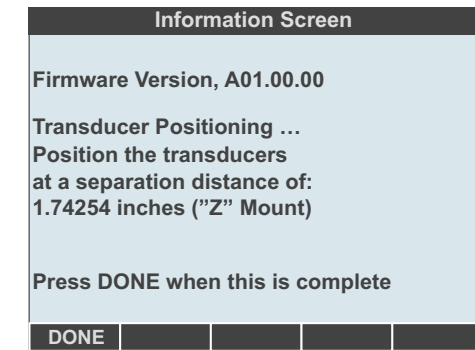 Information Screen
Firmware Version, A01.00.00
Transducer Positioning …
Position the transducers
at a separation distance of:
1.74254 inches (”Z” Mount)
Press DONE when this is complete
DONE